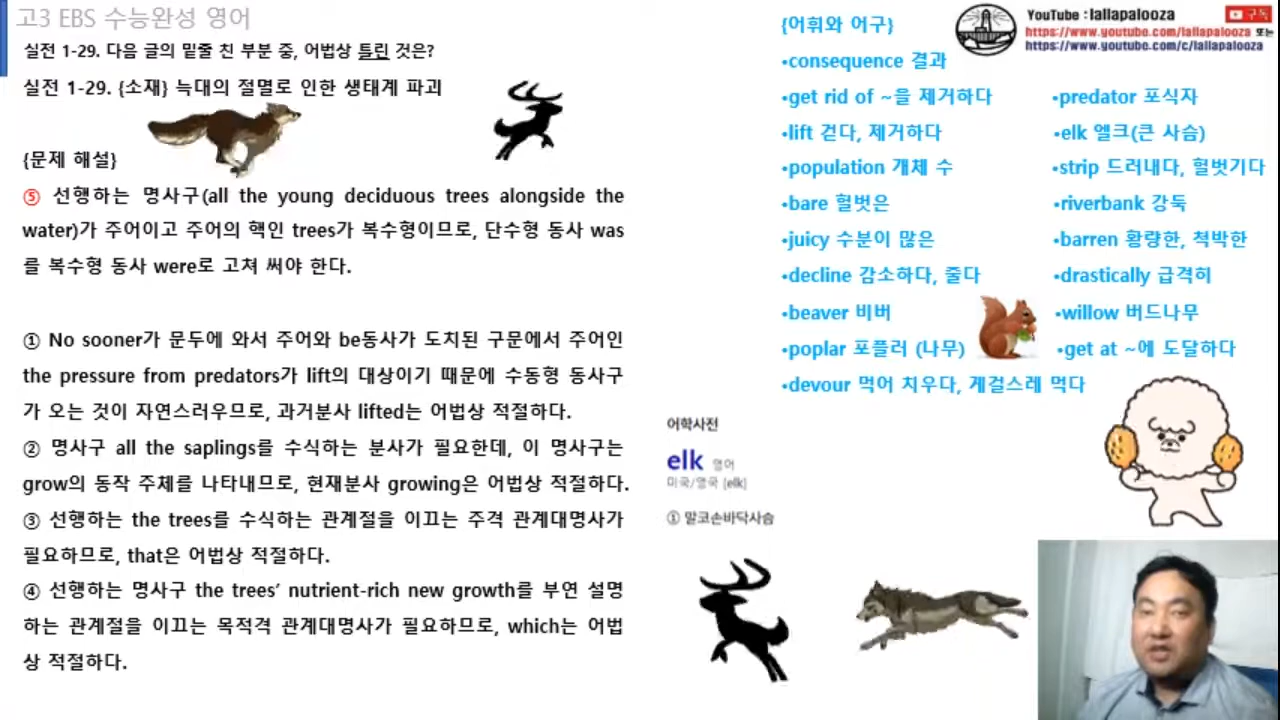 고3 EBS 수능완성 영어
실전 1-29. 다음 글의 밑줄 친 부분 중, 어법상 틀린 것은?
실전 1-29. {소재} 늑대의 절멸로 인한 생태계 파괴
{문제 해설}
⑤ 선행하는 명사구(all the young deciduous trees alongside the
water)가 주어이고 주어의 핵인 trees가 복수형이므로, 단수형 동사 was
를 복수형 동사 were로 고쳐 써야 한다.
① No sooner가 문두에 와서 주어와 be동사가 도치된 구문에서 주어인
the pressure from predators가 lift의 대상이기 때문에 수동형 동사구
가 오는 것이 자연스러우므로, 과거분사 lifted는 어법상 적절하다.
② 명사구 all the saplings를 수식하는 분사가 필요한데, 이 명사구는
grow의 동작 주체를 나타내므로, 현재분사 growing은 어법상 적절하다.
③ 선행하는 the trees를 수식하는 관계절을 이끄는 주격 관계대명사가
필요하므로, that은 어법상 적절하다.
④ 선행하는 명사구 the trees’ nutrient-rich new growth를 부연 설명
하는 관계절을 이끄는 목적격 관계대명사가 필요하므로, which는 어법
상 적절하다.
{어휘와 어구}
•consequence 결과
•get rid of ~을 제거하다
•predator 포식자
•lift 걷다, 제거하다
•elk 엘크(큰 사슴)
•population 개체 수
•strip 드러내다, 헐벗기다
•bare 헐벗은
•riverbank 강둑
•juicy 수분이 많은
•barren 황량한, 척박한
•decline 감소하다, 줄다
•drastically 급격히
•beaver 비버
•willow 버드나무
•poplar 포플러 (나무)
•get at ~에 도달하다
•devour 먹어 치우다, 게걸스레 먹다
YouTube : lallapalooza
구독
https://www.youtube.com/lallapalooza 또는
https://www.youtube.com/c/lallapalooza
어학사전
elk 영어
미국/영국 [elk]
① 말코손바닥사슴